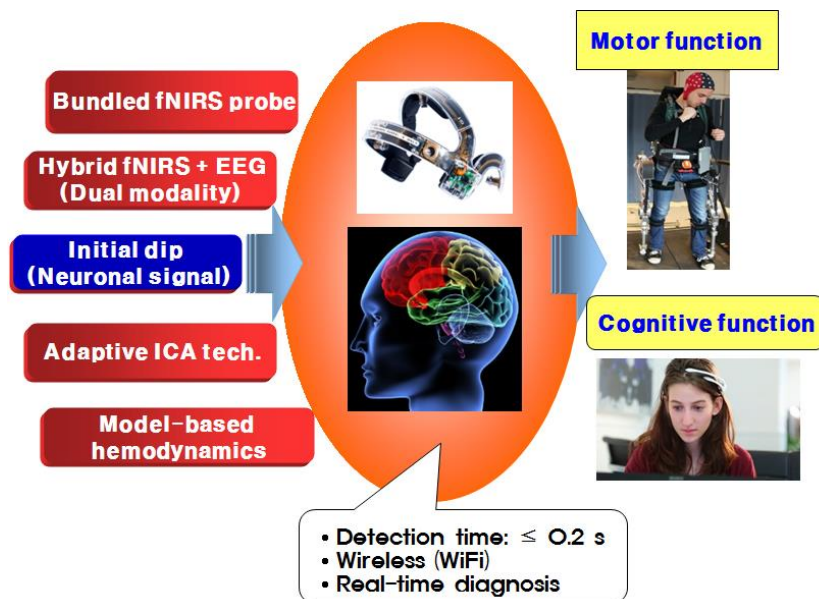 Bundled fNIRS probe
Hybrid fNIRS + EEG
(Dual modality)
Initial dip
(Neuronal signal)
Adaptive ICA tech.
Model-based
hemodynamics
Motor function
Cognitive function
• Detection time: ≤ 0.2 s
• Wireless (WiFi)
• Real-time diagnosis